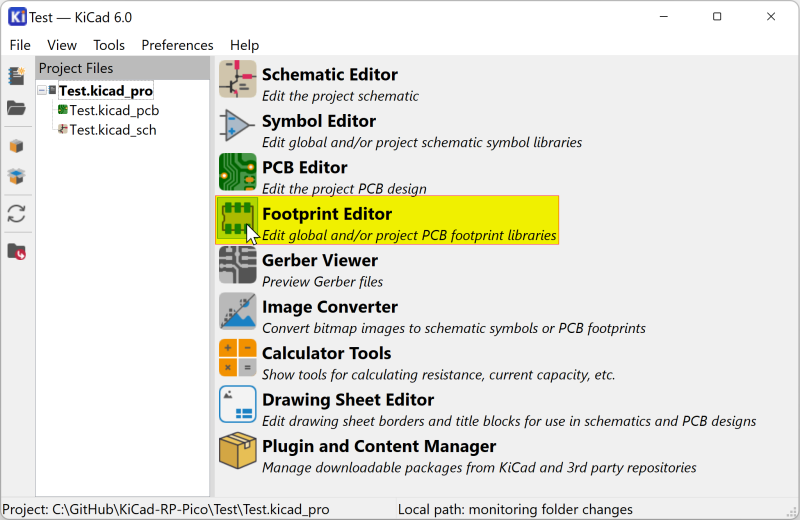 Ki Test — KiCad 6.0
File View Tools Preferences Help
Project Files
Test.kicad_pro
Test.kicad_pcb
Test.kicad_sch
Schematic Editor
Edit the project schematic
Symbol Editor
Edit global and/or project schematic symbol libraries
PCB Editor
Edit the project PCB design
Footprint Editor
Edit global and/or project PCB footprint libraries
Gerber Viewer
Preview Gerber files
Image Converter
Convert bitmap images to schematic symbols or PCB footprints
Calculator Tools
Show tools for calculating resistance, current capacity, etc.
Drawing Sheet Editor
Edit drawing sheet borders and title blocks for use in schematics and PCB designs
Plugin and Content Manager
Manage downloadable packages from KiCad and 3rd party repositories
Project: C:\GitHub\KiCad-RP-Pico\Test\Test.kicad_pro Local path: monitoring folder changes